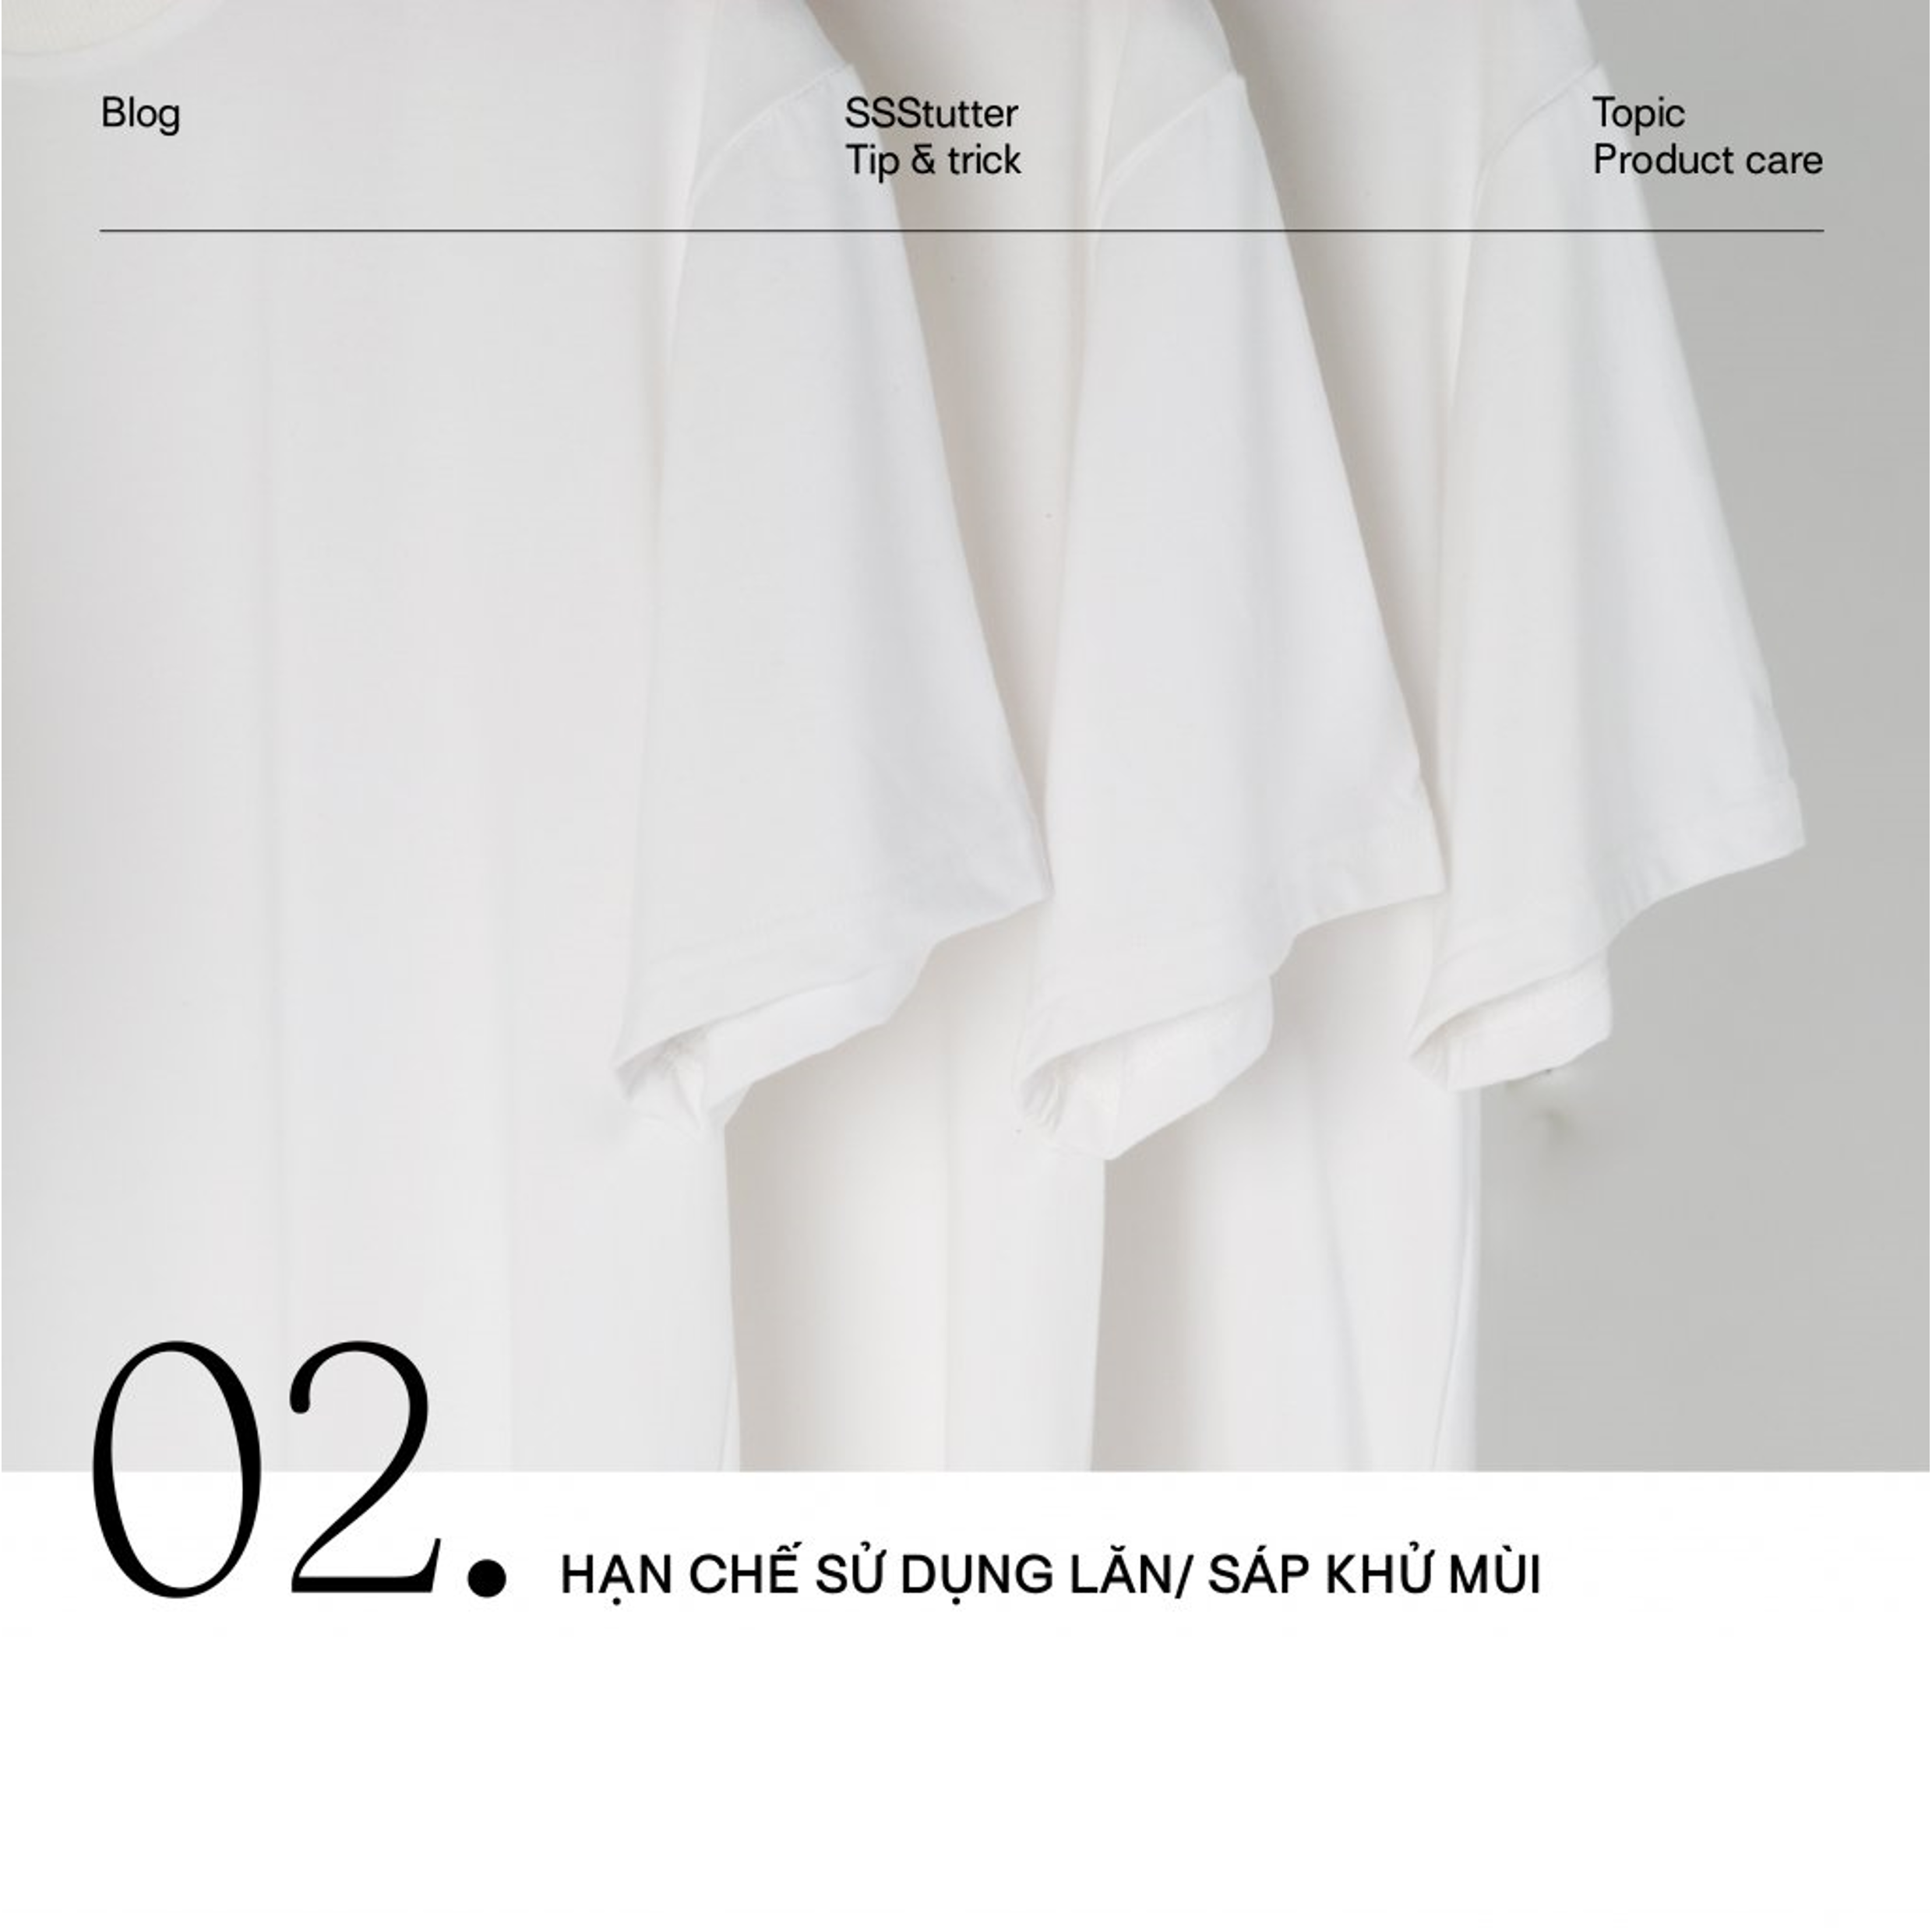 Blog
SSStutter
Tip & trick
Topic
Product care
02.
HẠN CHẾ SỬ DỤNG LĂN/ SÁP KHỬ MÙI